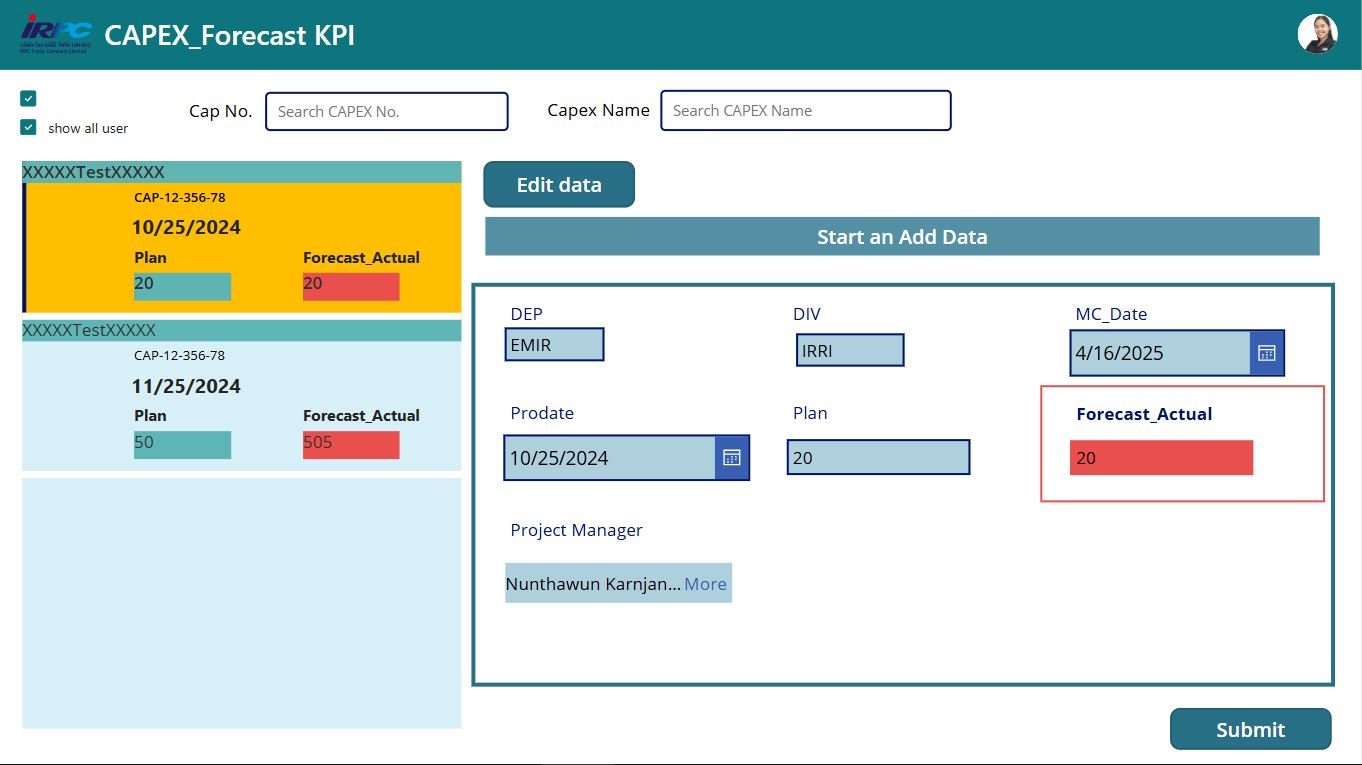 IRPC
CAPEX_Forecast KPI
IRPC Public Company Limited
Cap No.
Search CAPEX No.
Capex Name
Search CAPEX Name
show all user
XXXXXTestXXXXX
CAP-12-356-78
10/25/2024
Plan
Forecast_Actual
20
20
XXXXXTestXXXXX
CAP-12-356-78
11/25/2024
Plan
Forecast_Actual
50
505
Edit data
Start an Add Data
DEP
DIV
MC_Date
EMIR
IRRI
4/16/2025
Prodate
Plan
Forecast_Actual
10/25/2024
20
20
Project Manager
Nunthawun Karnjan... More
Submit